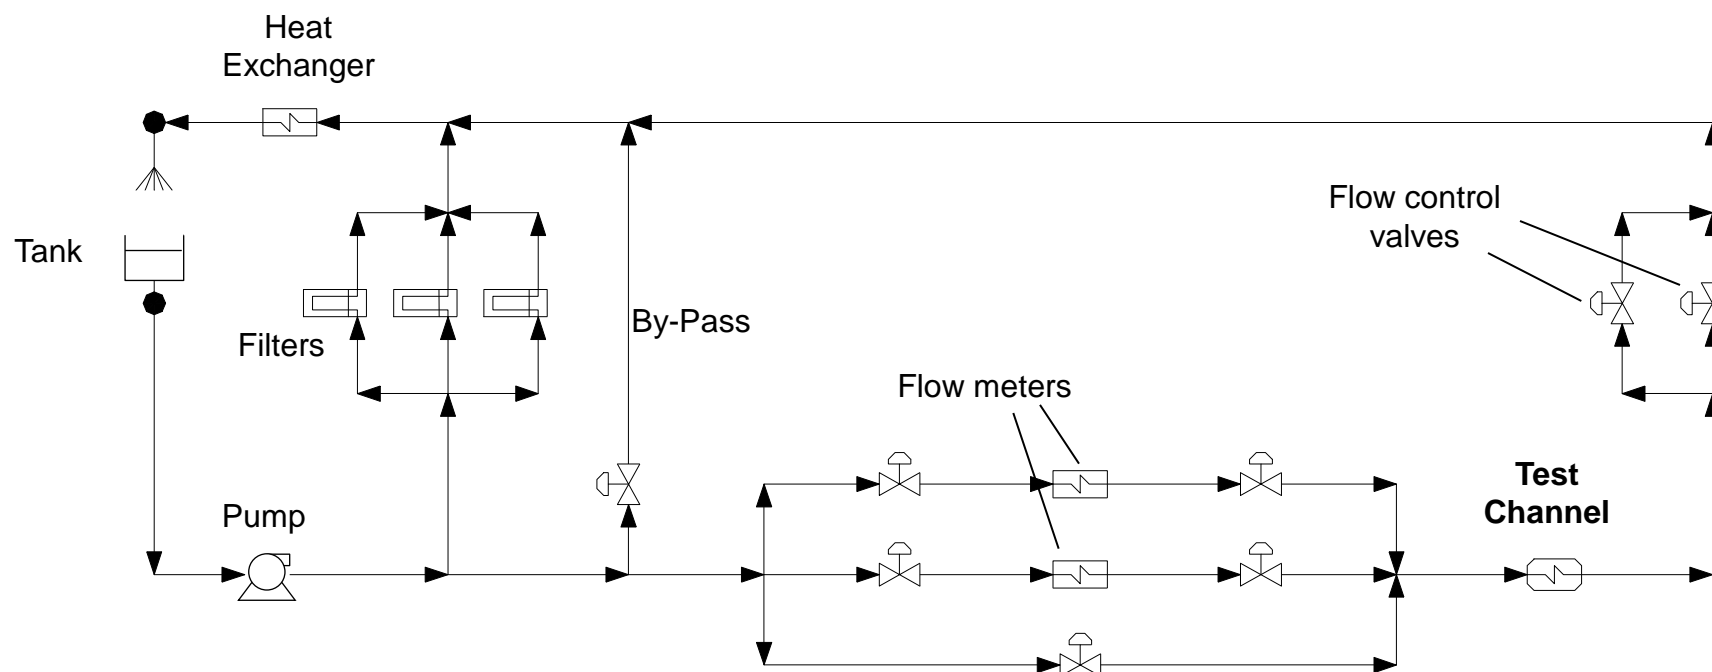 Heat
Exchanger
Flow control
valves
Tank
By-Pass
Filters
Flow meters
Test
Channel
Pump